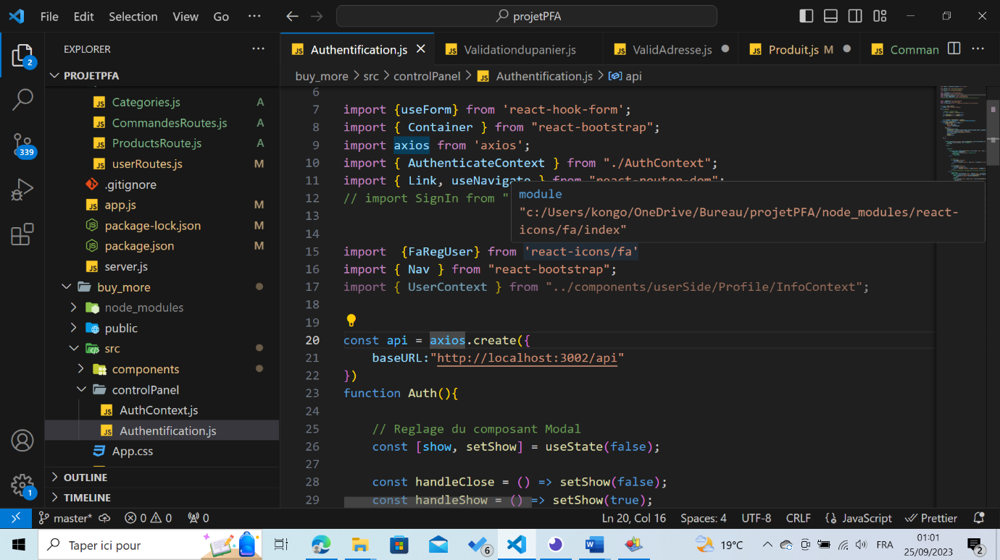 File Edit Selection View Go ··· projetPFA
EXPLORER ···
PROJETPFA
Categories.js A
CommandesRoutes.js A
ProductsRoute.js A
userRoutes.js M
.gitignore
app.js M
package-lock.json M
package.json M
server.js
buy_more
node_modules
public
src
components
controlPanel
AuthContext.js
Authentification.js
App.css
OUTLINE
TIMELINE
2
339
1
Authentification.js Validationdupanier.js ValidAdresse.js Produit.js M Comman ···
buy_more > src > controlPanel > JS Authentification.js > api
6
7 import {useForm} from 'react-hook-form';
8 import { Container } from "react-bootstrap";
9 import axios from 'axios';
10 import { AuthenticateContext } from "./AuthContext";
11 import { Link, useNavigate } from "react-router-dom";
12 // import SignIn from "
module
"c:/Users/kongo/OneDrive/Bureau/projetPFA/node_modules/react-
icons/fa/index"
13
14
15 import  {FaRegUser} from 'react-icons/fa'
16 import { Nav } from "react-bootstrap";
17 import { UserContext } from "../components/userSide/Profile/InfoContext";
18
19
20 const api = axios.create({
21 baseURL:"http://localhost:3002/api"
22 })
23 function Auth(){
24
25 // Reglage du composant Modal
26 const [show, setShow] = useState(false);
27
28 const handleClose = () => setShow(false);
29 const handleShow = () => setShow(true);
master* 0 0 0 Ln 20, Col 16 Spaces: 4 UTF-8 CRLF {} JavaScript Prettier
Taper ici pour 6 19°C FRA 01:01
25/09/2023 2